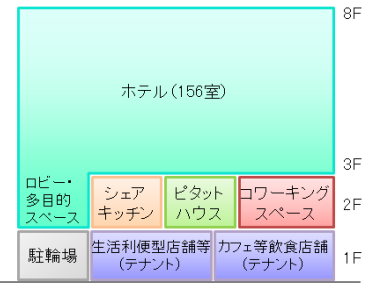 8F
ホテル(156室)
3F
ロビー・
多目的
スペース
シェア
キッチン
ピタット
ハウス
コワーキング
スペース
2F
駐輪場
生活利便型店舗等
(テナント)
カフェ等飲食店舗
(テナント)
1F